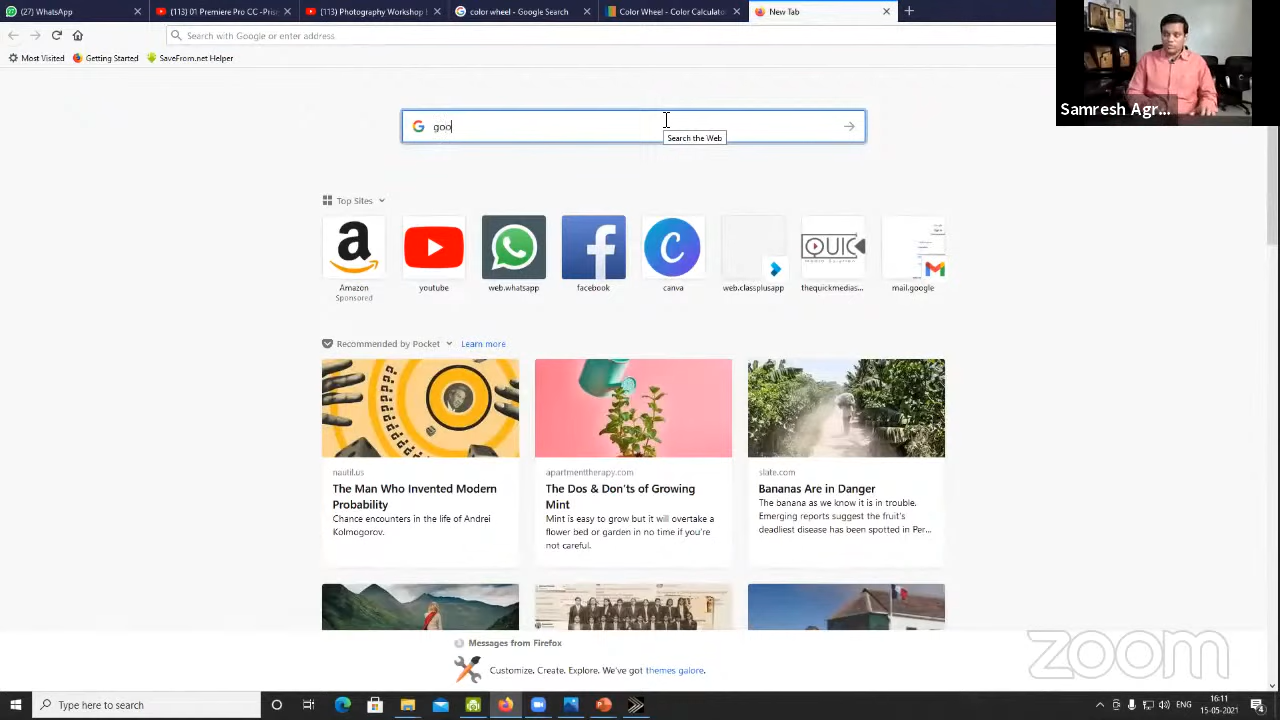 (27) WhatsApp
(113) 01 Premiere Pro CC - Prise
(113) Photography Workshop
color wheel - Google Search
Color Wheel - Color Calculator
New Tab
Search with Google or enter address
Most Visited
Getting Started
SaveFrom.net Helper
Samresh Agr...
goo
Search the Web
Top Sites
Amazon
Sponsored
youtube
web.whatsapp
facebook
canva
web.classplusapp
thequickmedias...
mail.google
QUIC
Recommended by Pocket
Learn more
nautil.us
The Man Who Invented Modern
Probability
Chance encounters in the life of Andrei
Kolmogorov.
apartmenttherapy.com
The Dos & Don'ts of Growing
Mint
Mint is easy to grow but it will overtake a
flower bed or garden in no time if you're
not careful.
slate.com
Bananas Are in Danger
The banana as we know it is in trouble.
Emerging reports suggest the fruit's
deadliest disease has been spotted in Per...
Messages from Firefox
Customize. Create. Explore. We've got themes galore.
zoom
Type here to search
ENG
16:11
15-05-2021
4